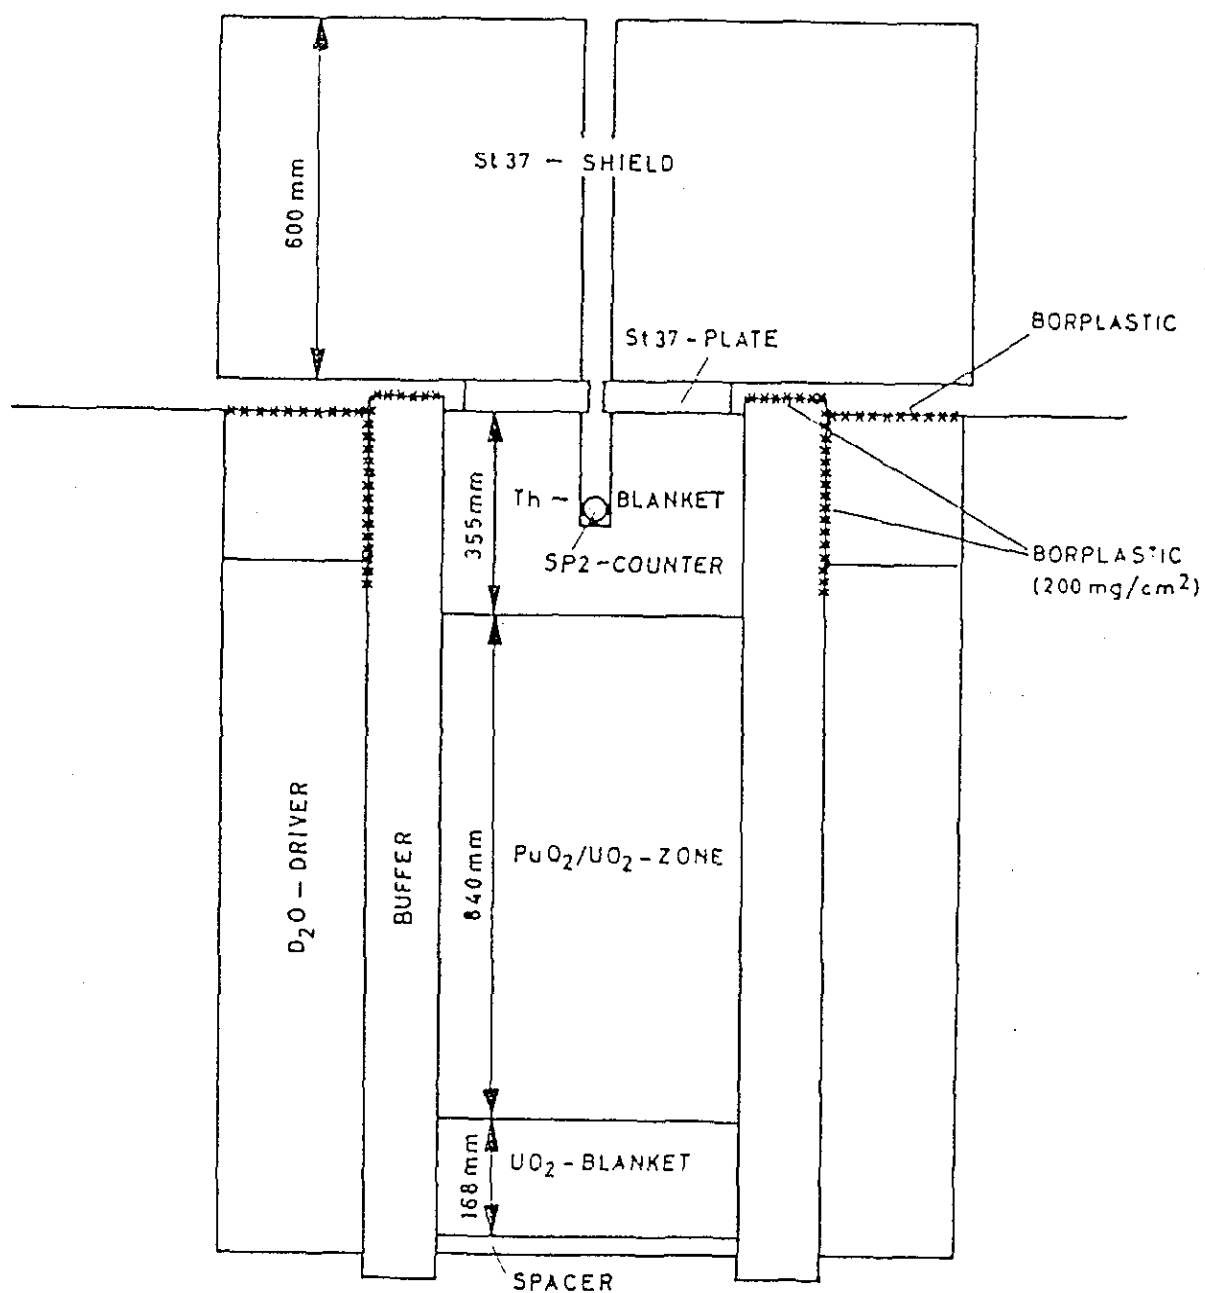 600 mm
St 37 - SHIELD
BORPLASTIC
St 37 - PLATE
355 mm
Th - BLANKET
SP2-COUNTER
BORPLASTIC
(200 mg/cm²)
D₂O-DRIVER
BUFFER
840 mm
PuO₂/UO₂-ZONE
168 mm
UO₂-BLANKET
SPACER